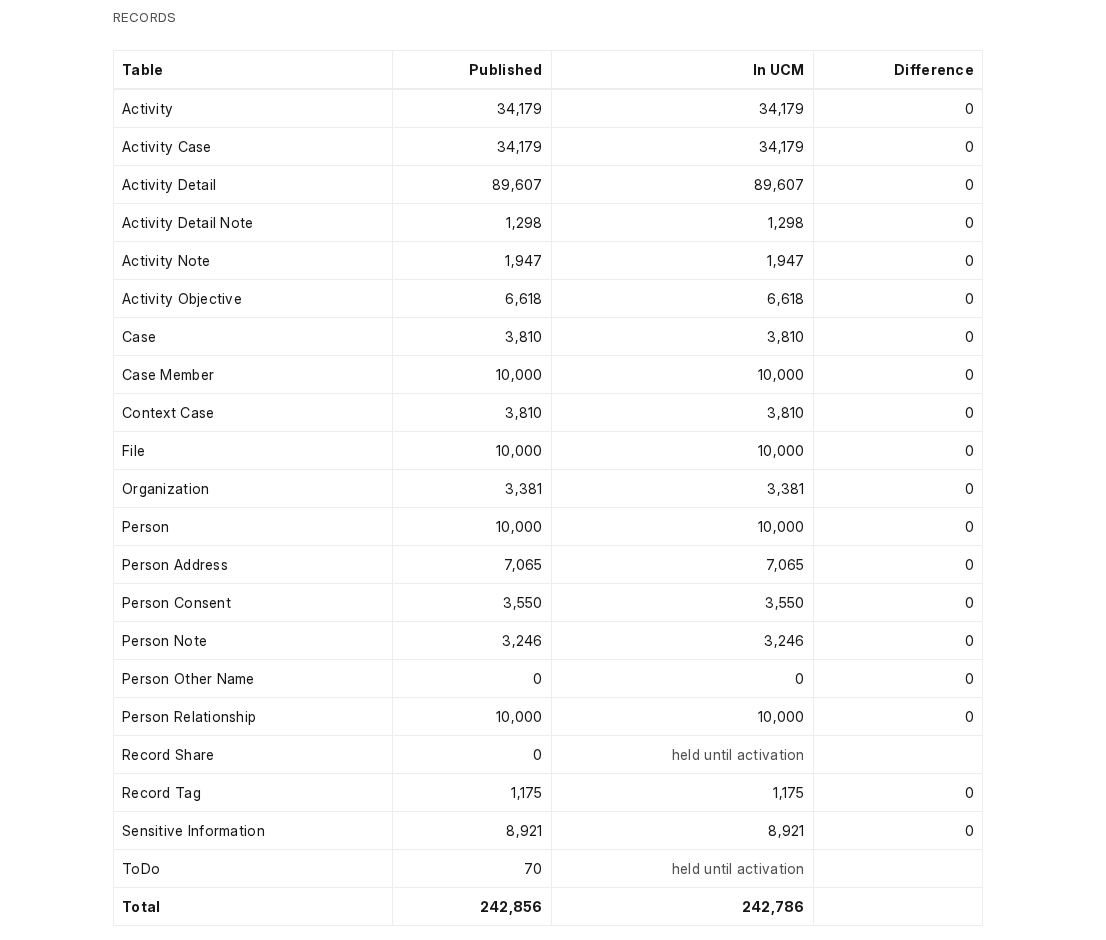 RECORDS
Table Published In UCM Difference
Activity 34,179 34,179 0
Activity Case 34,179 34,179 0
Activity Detail 89,607 89,607 0
Activity Detail Note 1,298 1,298 0
Activity Note 1,947 1,947 0
Activity Objective 6,618 6,618 0
Case 3,810 3,810 0
Case Member 10,000 10,000 0
Context Case 3,810 3,810 0
File 10,000 10,000 0
Organization 3,381 3,381 0
Person 10,000 10,000 0
Person Address 7,065 7,065 0
Person Consent 3,550 3,550 0
Person Note 3,246 3,246 0
Person Other Name 0 0 0
Person Relationship 10,000 10,000 0
Record Share 0 held until activation
Record Tag 1,175 1,175 0
Sensitive Information 8,921 8,921 0
ToDo 70 held until activation
Total 242,856 242,786